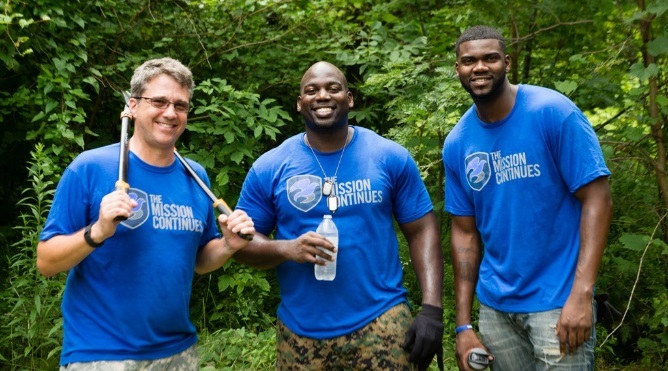 THE
MISSION
CONTINUES
THE
MISSION
CONTINUES
THE
MISSION
CONTINUES